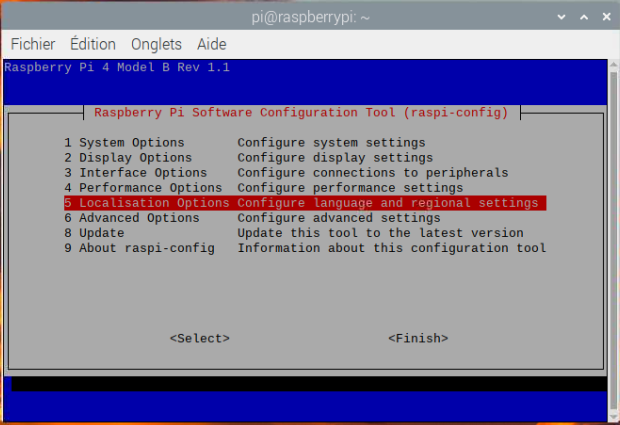 pi@raspberrypi: ~
Fichier Édition Onglets Aide
Raspberry Pi 4 Model B Rev 1.1
Raspberry Pi Software Configuration Tool (raspi-config)
1 System Options Configure system settings
2 Display Options Configure display settings
3 Interface Options Configure connections to peripherals
4 Performance Options Configure performance settings
5 Localisation Options Configure language and regional settings
6 Advanced Options Configure advanced settings
8 Update Update this tool to the latest version
9 About raspi-config Information about this configuration tool
<Select> <Finish>